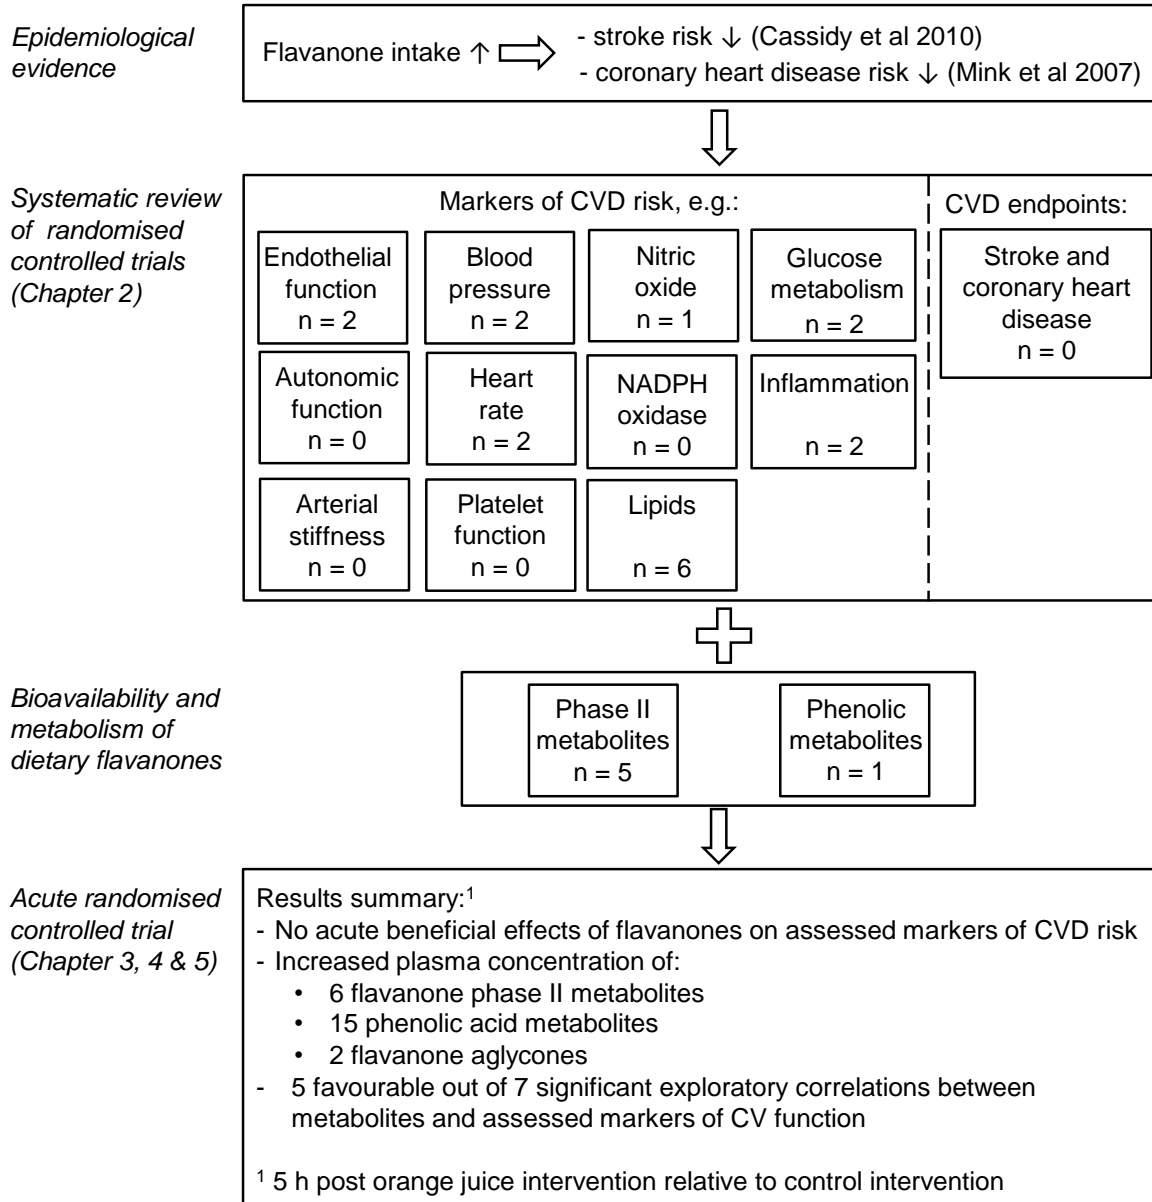 Epidemiological
evidence
Flavanone intake ↑
- stroke risk ↓ (Cassidy et al 2010)
- coronary heart disease risk ↓ (Mink et al 2007)
Systematic review
of randomised
controlled trials
(Chapter 2)
Markers of CVD risk, e.g.:
Endothelial
function
n = 2
Blood
pressure
n = 2
Nitric
oxide
n = 1
Glucose
metabolism
n = 2
Autonomic
function
n = 0
Heart
rate
n = 2
NADPH
oxidase
n = 0
Inflammation
n = 2
Arterial
stiffness
n = 0
Platelet
function
n = 0
Lipids
n = 6
CVD endpoints:
Stroke and
coronary heart
disease
n = 0
Bioavailability and
metabolism of
dietary flavanones
Phase II
metabolites
n = 5
Phenolic
metabolites
n = 1
Acute randomised
controlled trial
(Chapter 3, 4 & 5)
Results summary:¹
- No acute beneficial effects of flavanones on assessed markers of CVD risk
- Increased plasma concentration of:
• 6 flavanone phase II metabolites
• 15 phenolic acid metabolites
• 2 flavanone aglycones
- 5 favourable out of 7 significant exploratory correlations between
metabolites and assessed markers of CV function
¹ 5 h post orange juice intervention relative to control intervention